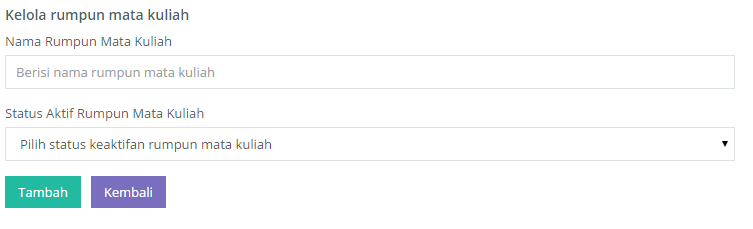 Kelola rumpun mata kuliah
Nama Rumpun Mata Kuliah
Berisi nama rumpun mata kuliah
Status Aktif Rumpun Mata Kuliah
Pilih status keaktifan rumpun mata kuliah
Tambah Kembali